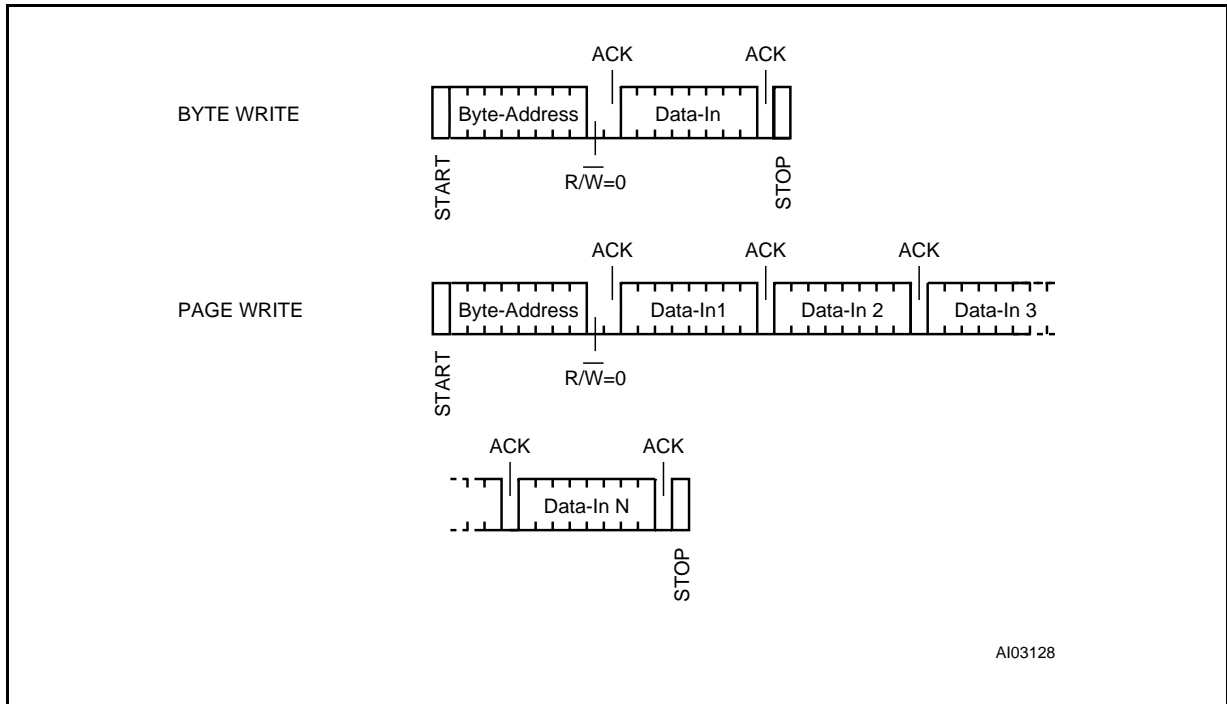 ACK ACK
BYTE WRITE Byte-Address Data-In
R/W̅=0
START STOP
ACK ACK ACK
PAGE WRITE Byte-Address Data-In1 Data-In 2 Data-In 3
R/W̅=0
START
ACK ACK
Data-In N
STOP
AI03128